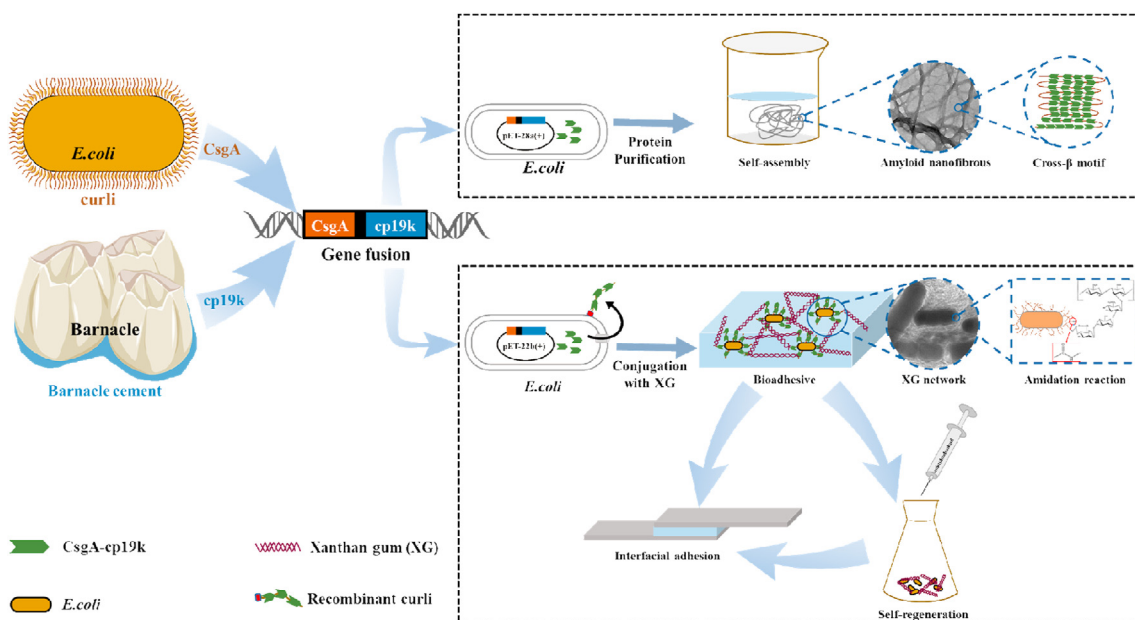 E.coli
CsgA
curli
Barnacle
cp19k
Barnacle cement
CsgA cp19k
Gene fusion
pET-28a(+)
E.coli
Protein
Purification
Self-assembly
Amyloid nanofibrous
Cross-β motif
pET-22b(+)
E.coli
Conjugation
with XG
Bioadhesive
XG network
Amidation reaction
Interfacial adhesion
Self-regeneration
CsgA-cp19k
Xanthan gum (XG)
E.coli
Recombinant curli